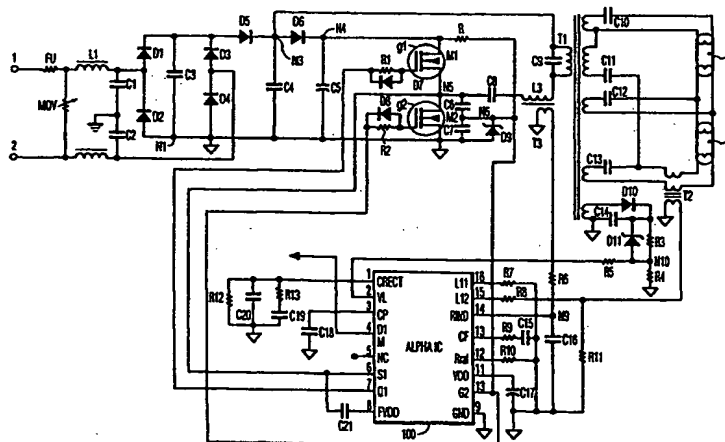 1
2
FU
MOV
L1
C1
C2
D1
D2
C3
N1
D3
D4
D5
N3
C4
D6
N4
C5
R
R1
D7
g1
M1
N5
D8
g2
R2
C6
M2
C7
N6
D9
C8
L3
T3
C9
T1
C10
C11
C12
C13
T2
D10
C14
D11
R3
N10
R4
R5
R6
N9
C16
R11
R12
C20
R13
C19
C18
C21
1 CRECT
2 VL
3 CP
4 D1
M
5 NC
6 S1
7 G1
8 FVDD
ALPHA IC
100
16 L11
15 L12
14 RIND
13 CF
12 Rref
11 VDD
13 G2
9 GND
R7
R8
R9
C15
R10
C17